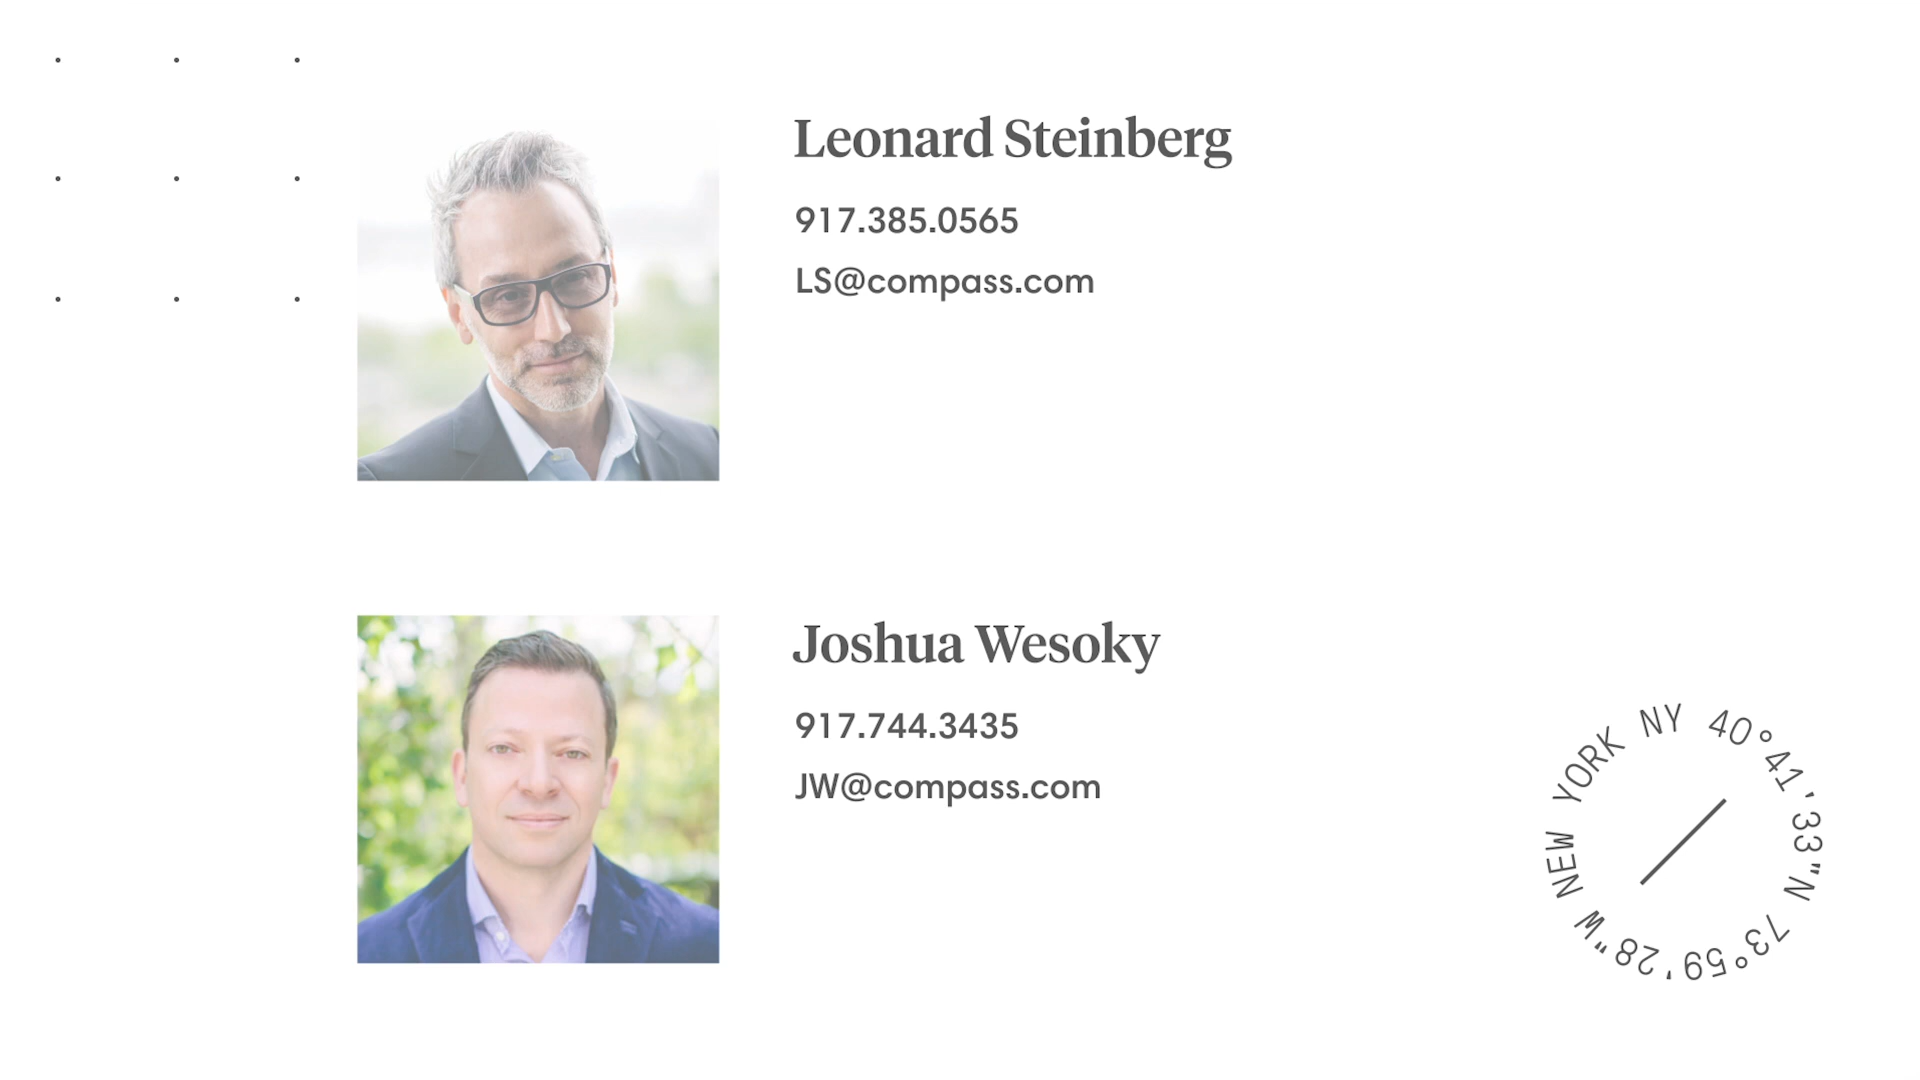 Leonard Steinberg
917.385.0565
LS@compass.com
Joshua Wesoky
917.744.3435
JW@compass.com
NEW YORK NY 40°41'33"N 73°59'28"W